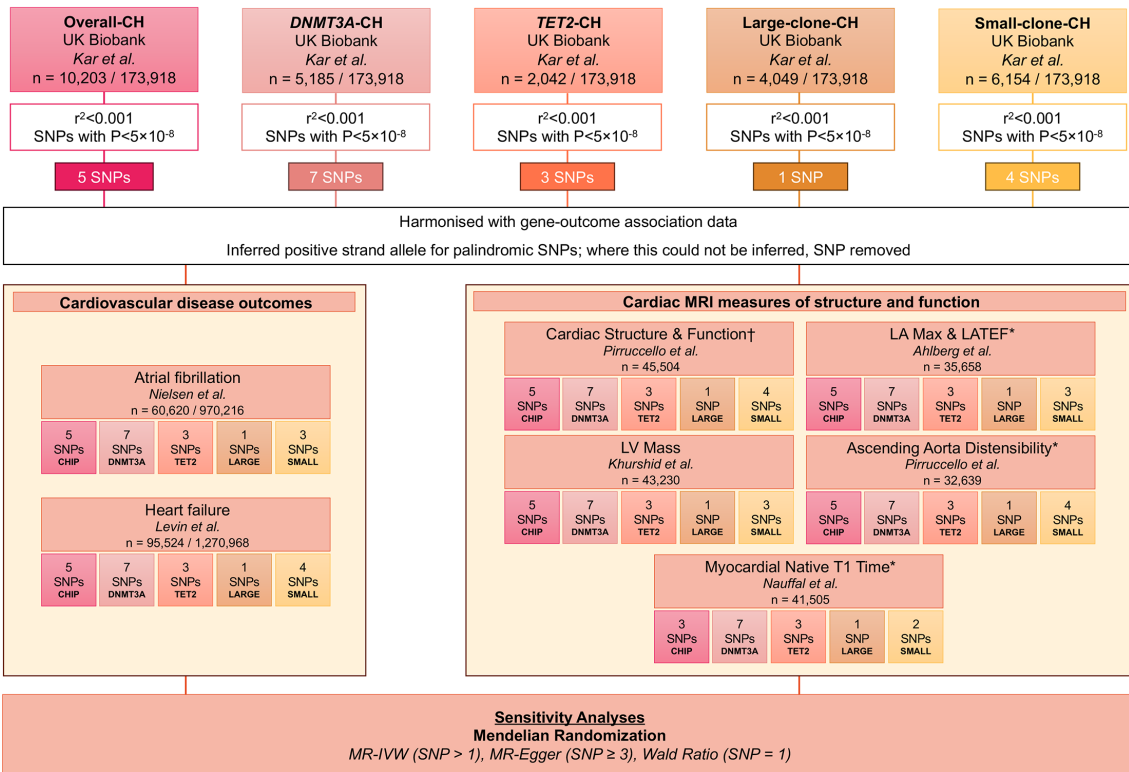 Overall-CH
UK Biobank
Kar et al.
n = 10,203 / 173,918
DNMT3A-CH
UK Biobank
Kar et al.
n = 5,185 / 173,918
TET2-CH
UK Biobank
Kar et al.
n = 2,042 / 173,918
Large-clone-CH
UK Biobank
Kar et al.
n = 4,049 / 173,918
Small-clone-CH
UK Biobank
Kar et al.
n = 6,154 / 173,918
r²<0.001
SNPs with P<5×10⁻⁸
r²<0.001
SNPs with P<5×10⁻⁸
r²<0.001
SNPs with P<5×10⁻⁸
r²<0.001
SNPs with P<5×10⁻⁸
r²<0.001
SNPs with P<5×10⁻⁸
5 SNPs
7 SNPs
3 SNPs
1 SNP
4 SNPs
Harmonised with gene-outcome association data
Inferred positive strand allele for palindromic SNPs; where this could not be inferred, SNP removed
Cardiovascular disease outcomes
Atrial fibrillation
Nielsen et al.
n = 60,620 / 970,216
5
SNPs
CHIP
7
SNPs
DNMT3A
3
SNPs
TET2
1
SNP
LARGE
3
SNPs
SMALL
Heart failure
Levin et al.
n = 95,524 / 1,270,968
5
SNPs
CHIP
7
SNPs
DNMT3A
3
SNPs
TET2
1
SNP
LARGE
4
SNPs
SMALL
Cardiac MRI measures of structure and function
Cardiac Structure & Function†
Pirruccello et al.
n = 45,504
5
SNPs
CHIP
7
SNPs
DNMT3A
3
SNPs
TET2
1
SNP
LARGE
4
SNPs
SMALL
LA Max & LATEF*
Ahlberg et al.
n = 35,658
5
SNPs
CHIP
7
SNPs
DNMT3A
3
SNPs
TET2
1
SNP
LARGE
3
SNPs
SMALL
LV Mass
Khurshid et al.
n = 43,230
5
SNPs
CHIP
7
SNPs
DNMT3A
3
SNPs
TET2
1
SNP
LARGE
3
SNPs
SMALL
Ascending Aorta Distensibility*
Pirruccello et al.
n = 32,639
5
SNPs
CHIP
7
SNPs
DNMT3A
3
SNPs
TET2
1
SNP
LARGE
4
SNPs
SMALL
Myocardial Native T1 Time*
Nauffal et al.
n = 41,505
3
SNPs
CHIP
7
SNPs
DNMT3A
3
SNPs
TET2
1
SNP
LARGE
2
SNPs
SMALL
Sensitivity Analyses
Mendelian Randomization
MR-IVW (SNP > 1), MR-Egger (SNP ≥ 3), Wald Ratio (SNP = 1)